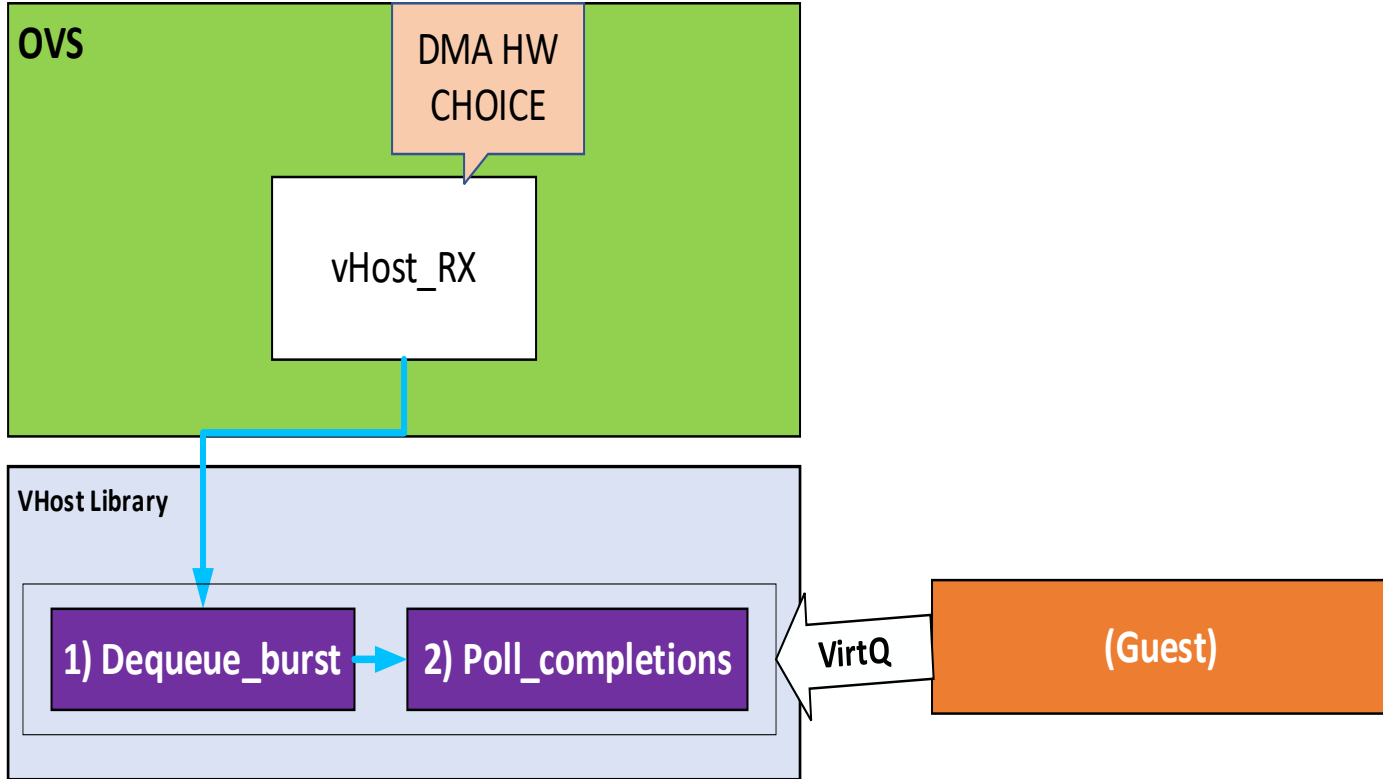 OVS
DMA HW
CHOICE
vHost_RX
VHost Library
1) Dequeue_burst
2) Poll_completions
VirtQ
(Guest)